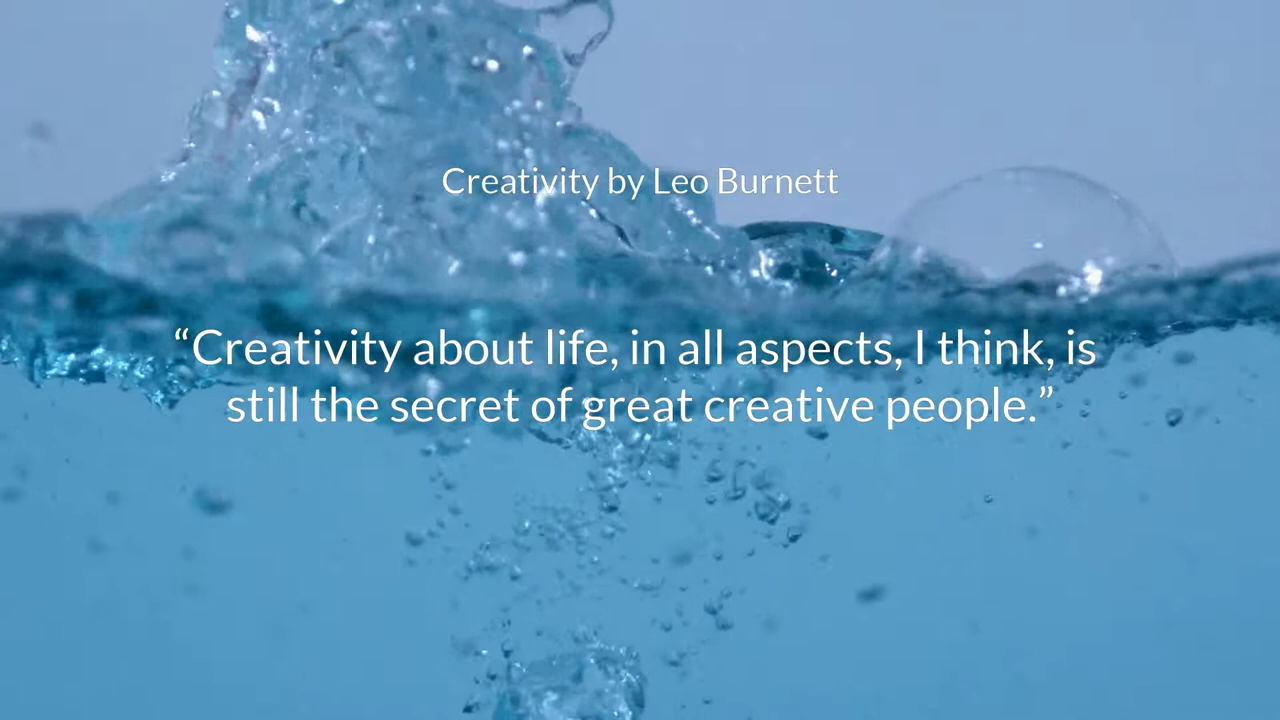 Creativity by Leo Burnett
“Creativity about life, in all aspects, I think, is
still the secret of great creative people.”